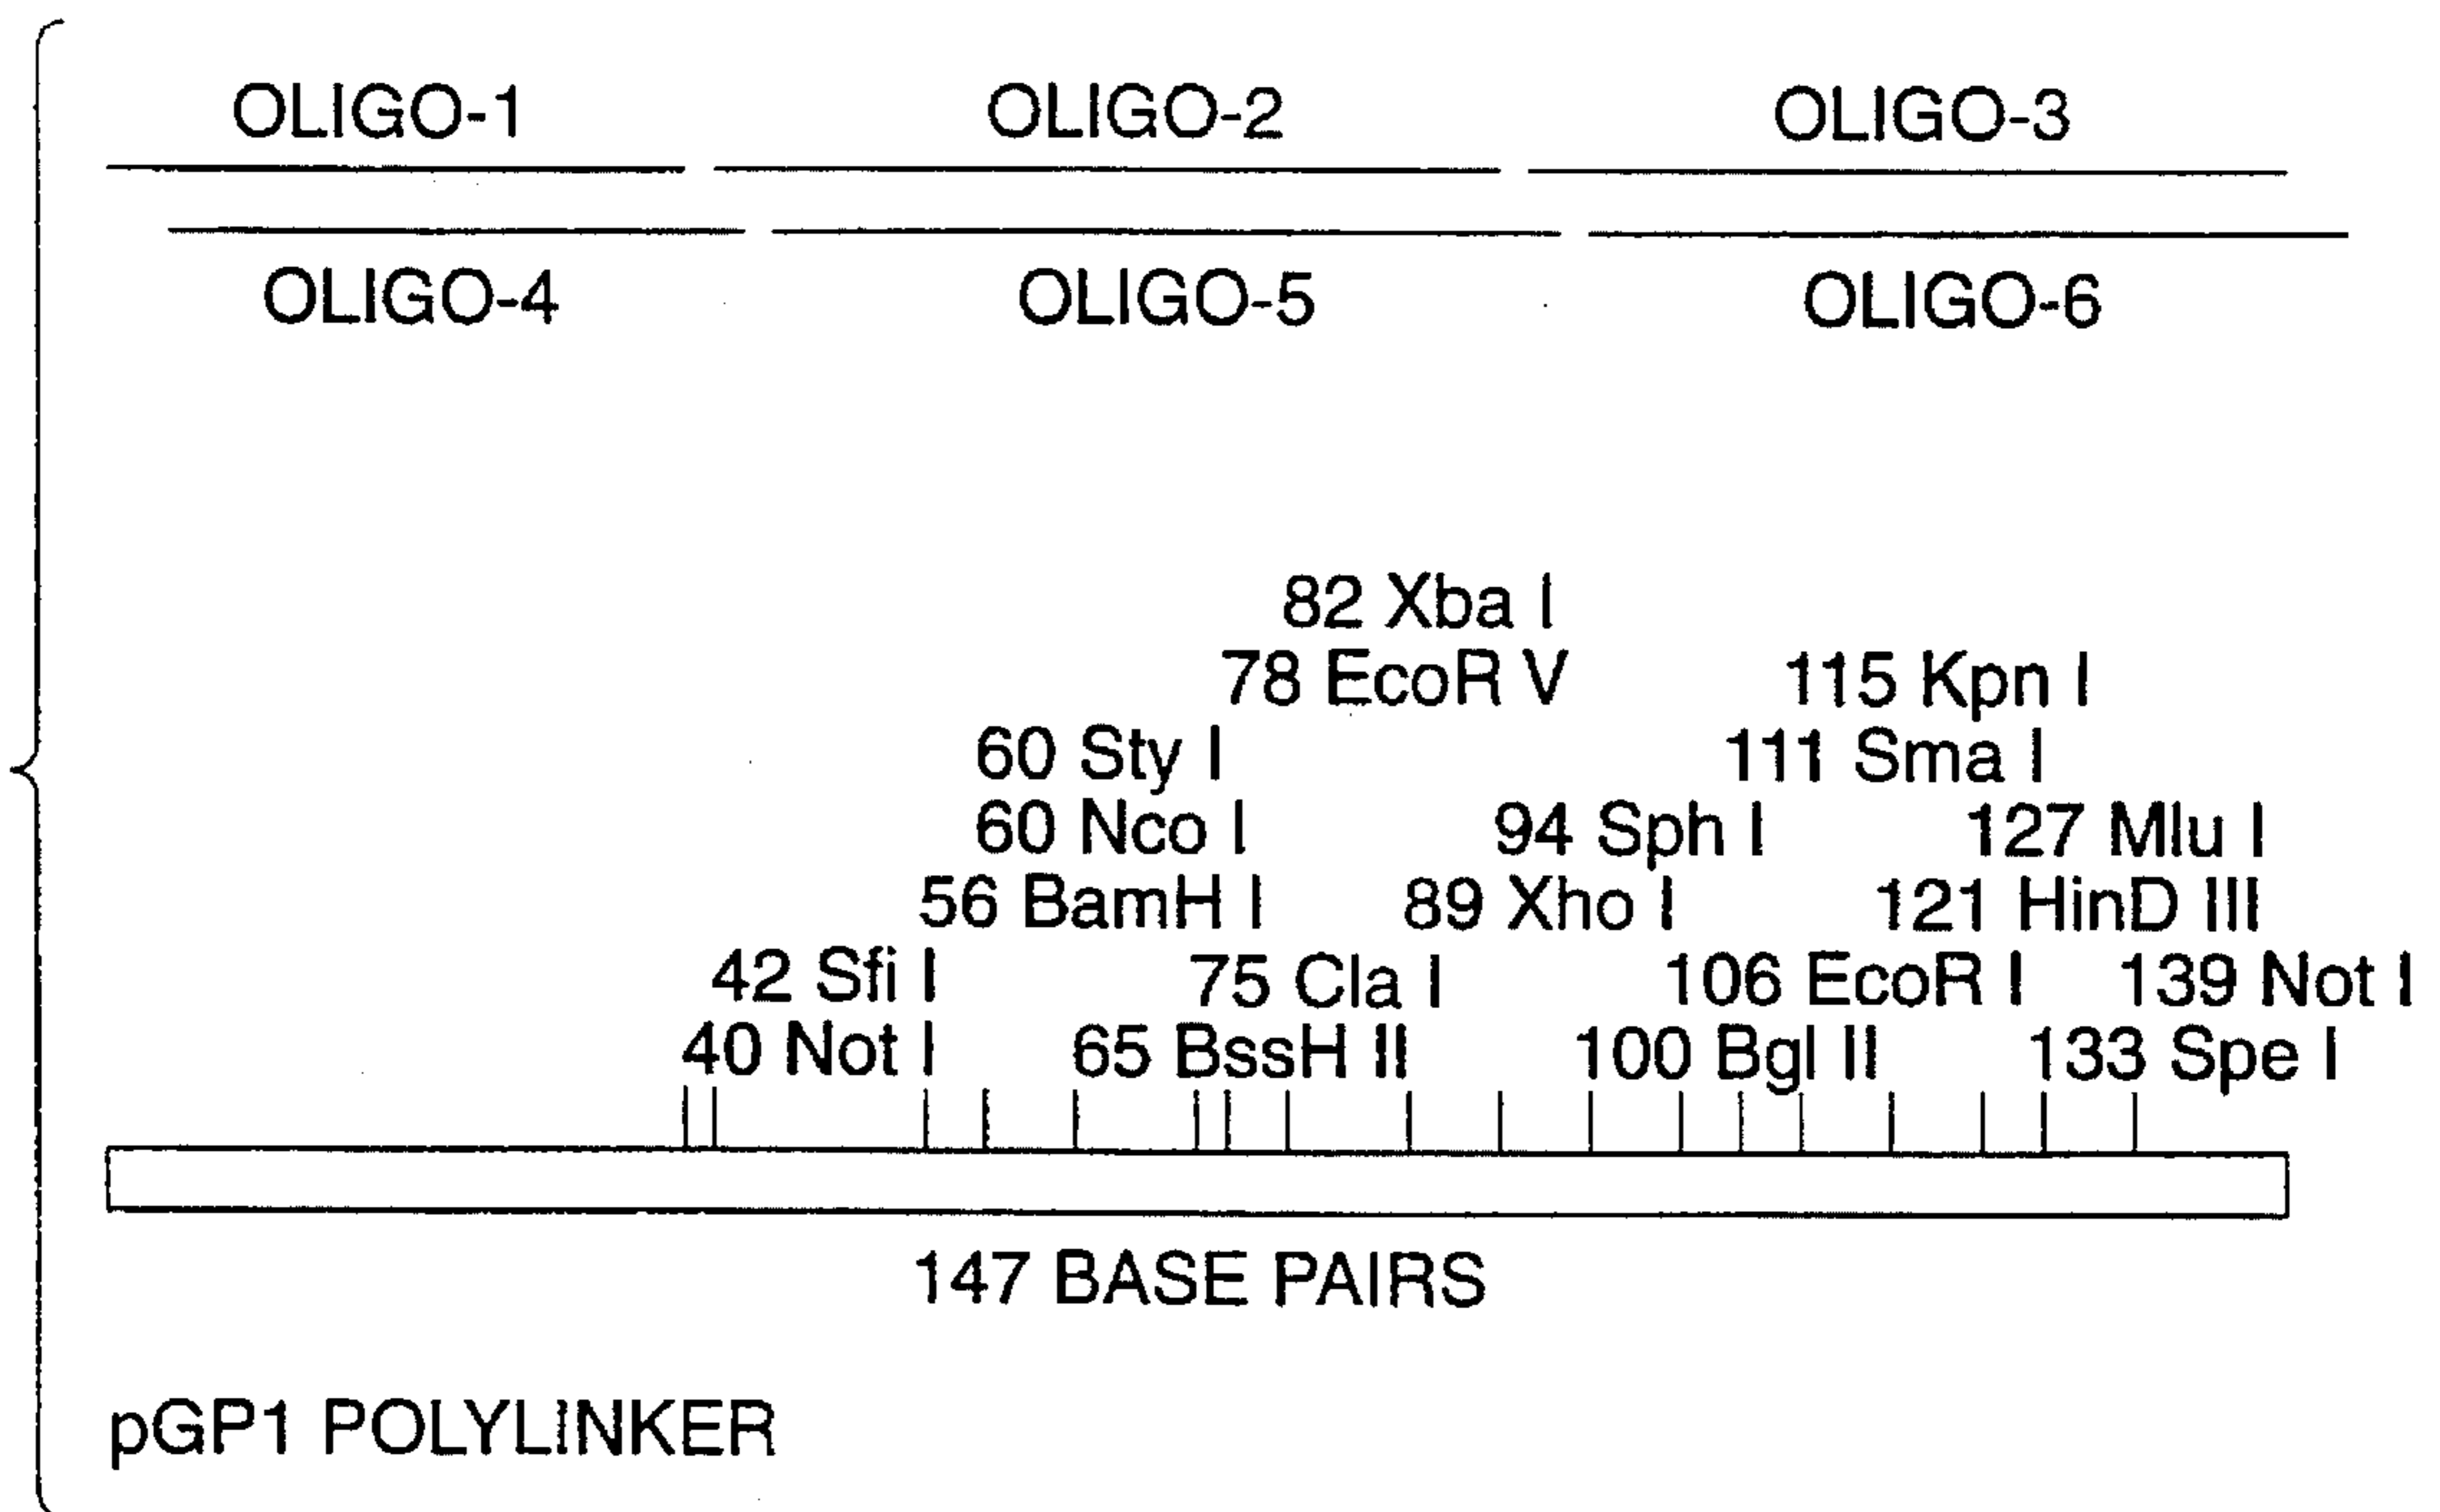 OLIGO-1 OLIGO-2 OLIGO-3
OLIGO-4 OLIGO-5 OLIGO-6
82 Xba I
78 EcoR V 115 Kpn I
60 Sty I 111 Sma I
60 Nco I 94 Sph I 127 Mlu I
56 BamH I 89 Xho I 121 HinD III
42 Sfi I 75 Cla I 106 EcoR I 139 Not I
40 Not I 65 BssH II 100 Bgl II 133 Spe I
147 BASE PAIRS
pGP1 POLYLINKER